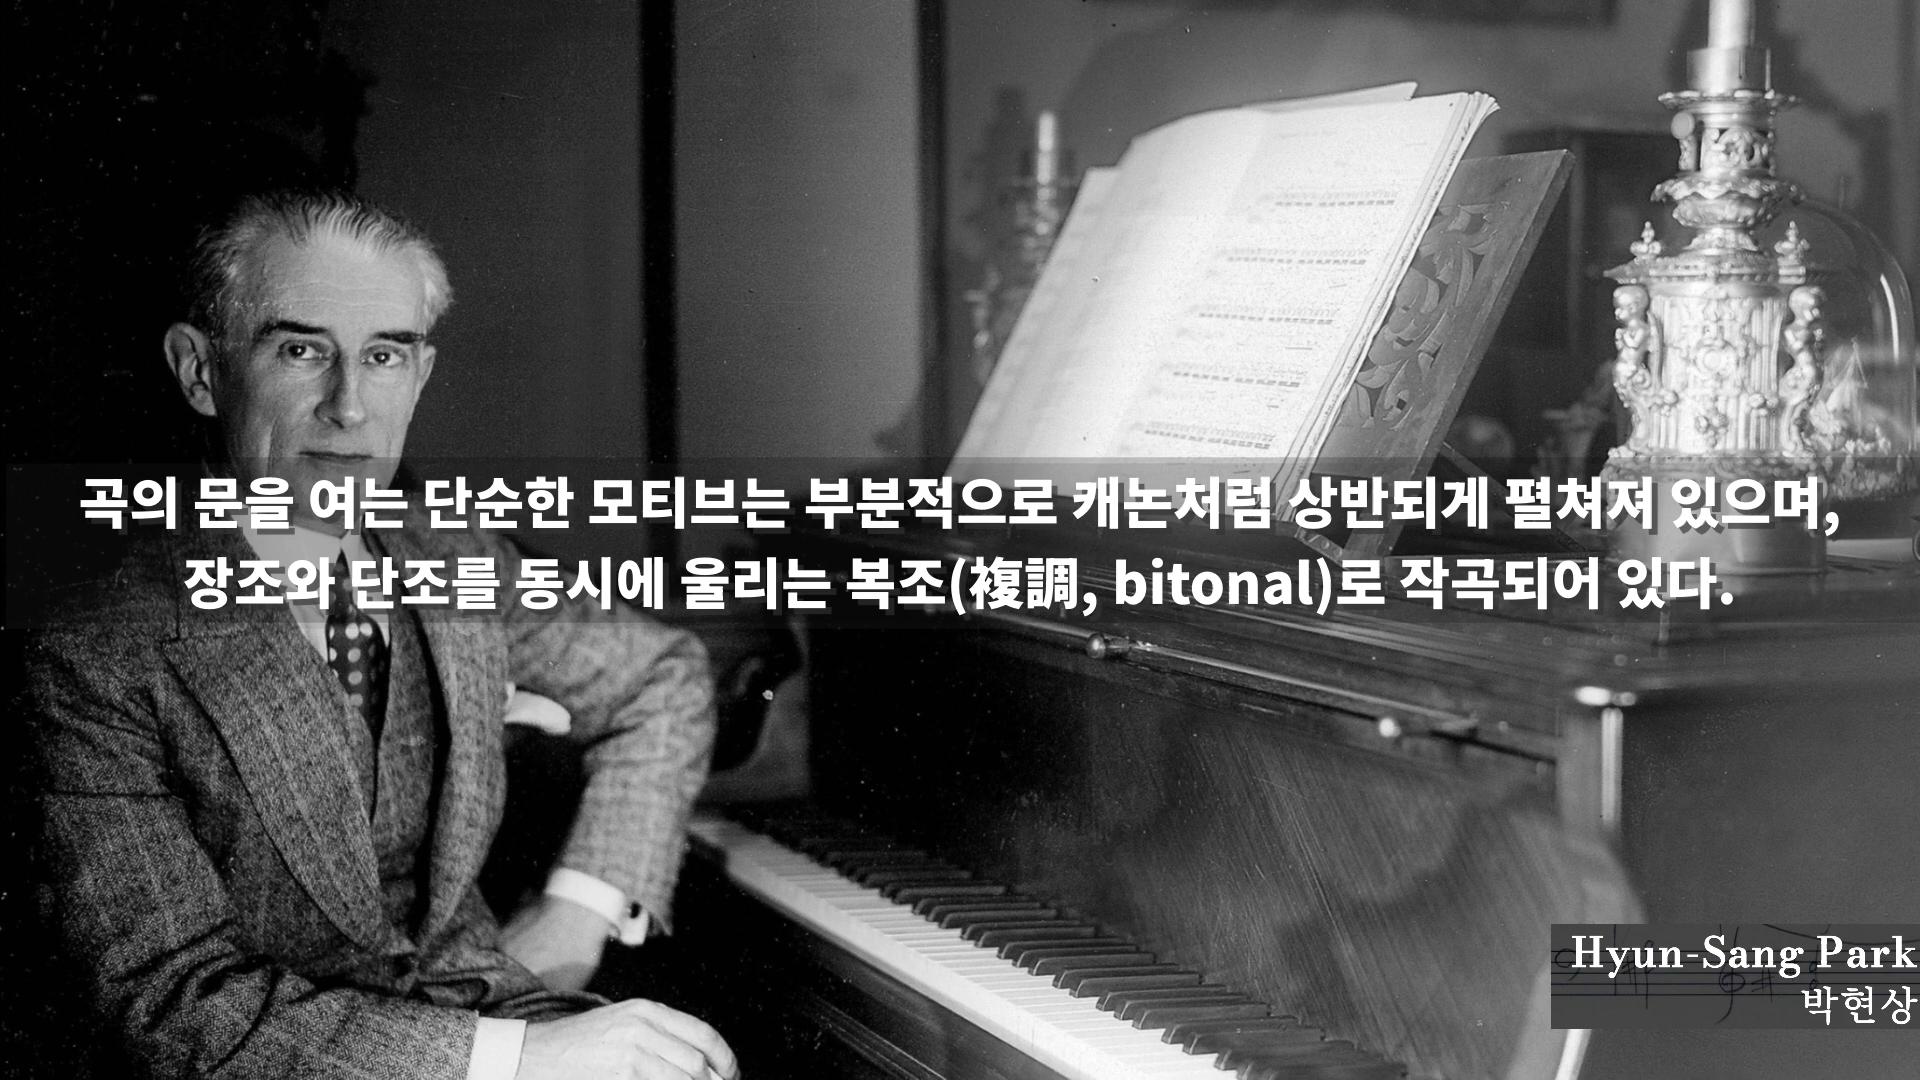 곡의 문을 여는 단순한 모티브는 부분적으로 캐논처럼 상반되게 펼쳐져 있으며,
장조와 단조를 동시에 울리는 복조(複調, bitonal)로 작곡되어 있다.
Hyun-Sang Park
박현상